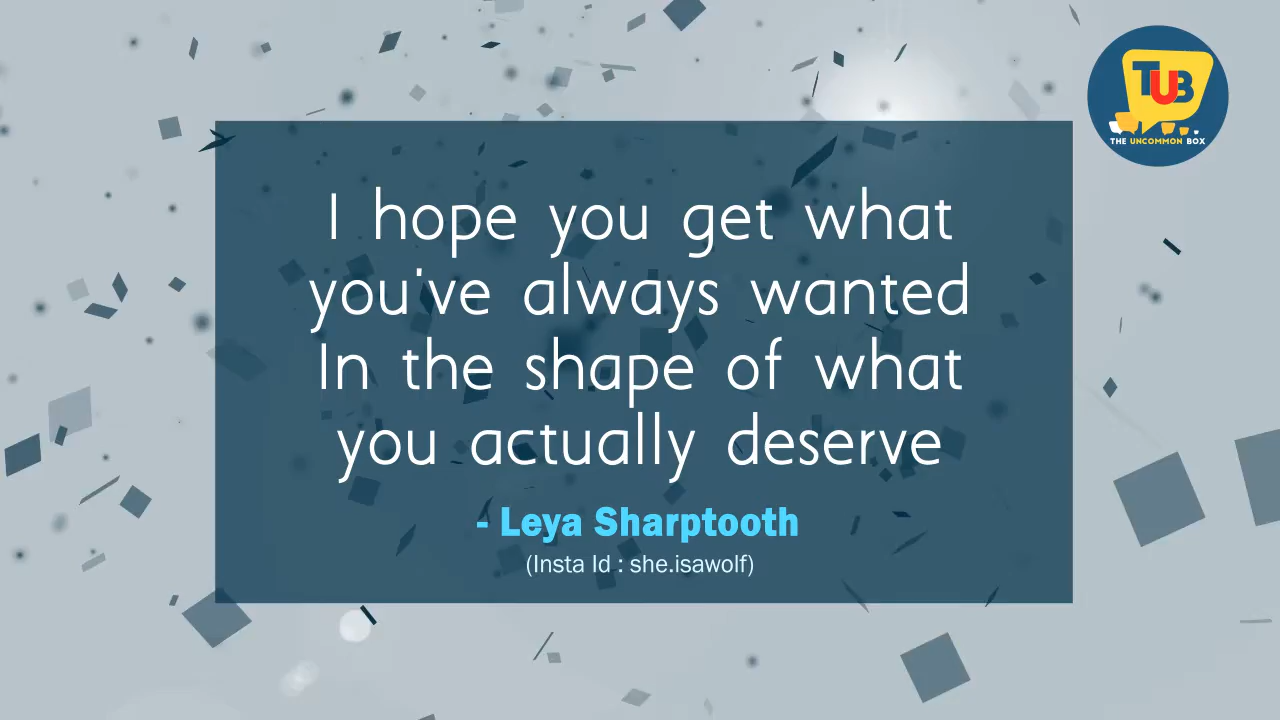 TUB
THE UNCOMMON BOX
I hope you get what
you've always wanted
In the shape of what
you actually deserve
- Leya Sharptooth
(Insta Id : she.isawolf)